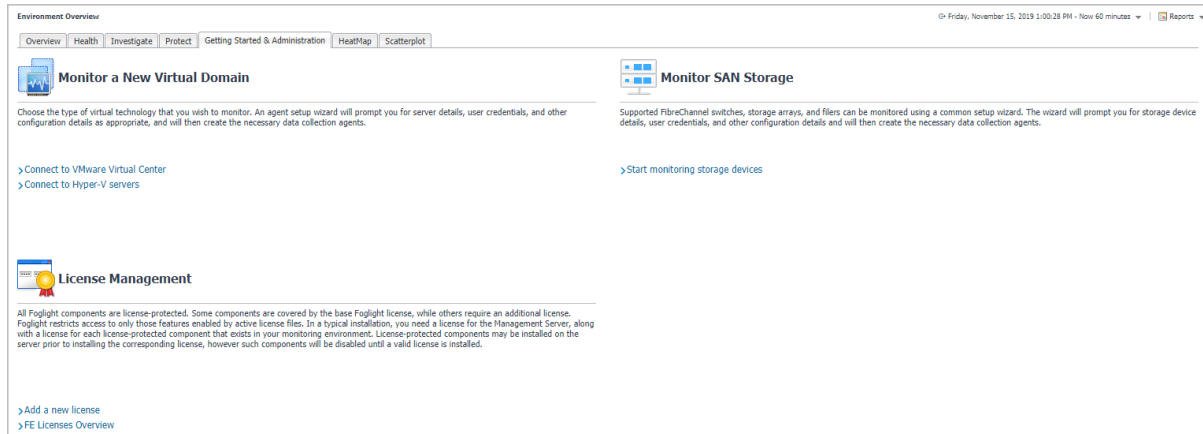 Environment Overview
Friday, November 15, 2019 1:00:28 PM - Now 60 minutes
Reports
Overview
Health
Investigate
Protect
Getting Started & Administration
HeatMap
Scatterplot
Monitor a New Virtual Domain
Choose the type of virtual technology that you wish to monitor. An agent setup wizard will prompt you for server details, user credentials, and other
configuration details as appropriate, and will then create the necessary data collection agents.
Connect to VMware Virtual Center
Connect to Hyper-V servers
Monitor SAN Storage
Supported FibreChannel switches, storage arrays, and filers can be monitored using a common setup wizard. The wizard will prompt you for storage device
details, user credentials, and other configuration details and will then create the necessary data collection agents.
Start monitoring storage devices
License Management
All Foglight components are license-protected. Some components are covered by the base Foglight license, while others require an additional license.
Foglight restricts access to only those features enabled by active license files. In a typical installation, you need a license for the Management Server, along
with a license for each license-protected component that exists in your monitoring environment. License-protected components may be installed on the
server prior to installing the corresponding license, however such components will be disabled until a valid license is installed.
Add a new license
FE Licenses Overview